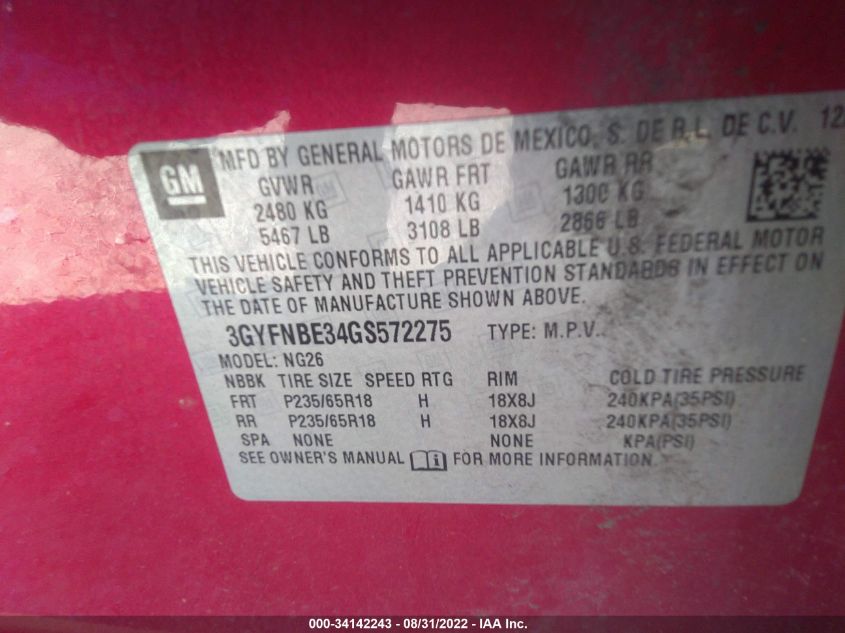 GM
MFD BY GENERAL MOTORS DE MEXICO, S. DE R.L. DE C.V. 12
GVWR GAWR FRT GAWR RR
2480 KG 1410 KG 1300 KG
5467 LB 3108 LB 2866 LB
THIS VEHICLE CONFORMS TO ALL APPLICABLE U.S. FEDERAL MOTOR
VEHICLE SAFETY AND THEFT PREVENTION STANDARDS IN EFFECT ON
THE DATE OF MANUFACTURE SHOWN ABOVE.
3GYFNBE34GS572275 TYPE: M.P.V.
MODEL: NG26
NBBK TIRE SIZE SPEED RTG RIM COLD TIRE PRESSURE
FRT P235/65R18 H 18X8J 240KPA(35PSI)
RR P235/65R18 H 18X8J 240KPA(35PSI)
SPA NONE NONE KPA(PSI)
SEE OWNER'S MANUAL FOR MORE INFORMATION.
000-34142243 - 08/31/2022 - IAA Inc.